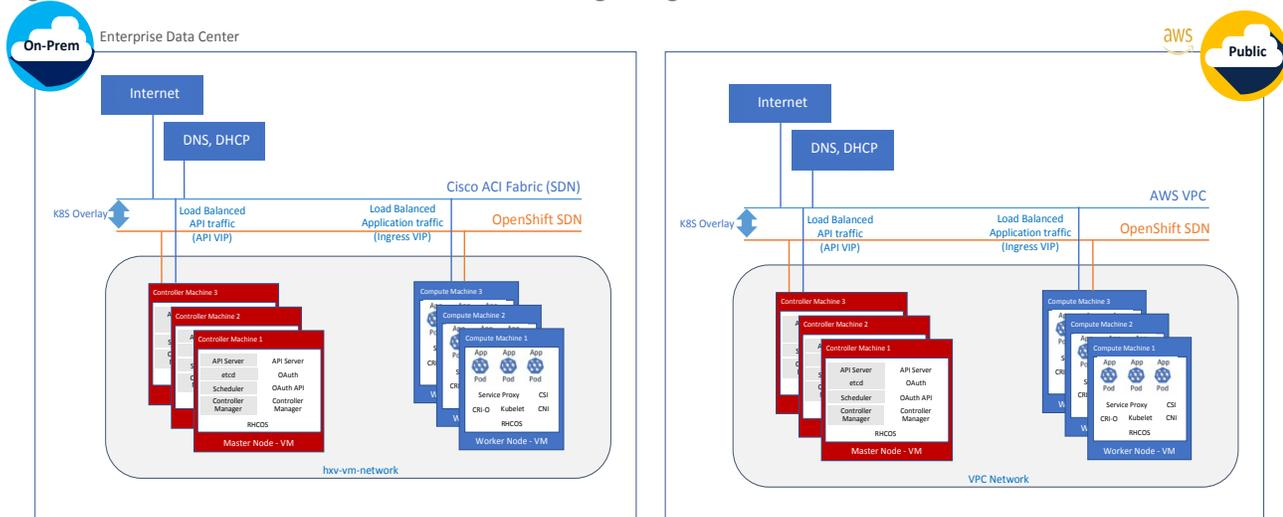 On-Prem
Enterprise Data Center
Internet
DNS, DHCP
Cisco ACI Fabric (SDN)
K8S Overlay
Load Balanced
API traffic
(API VIP)
Load Balanced
Application traffic
(Ingress VIP)
OpenShift SDN
Controller Machine 3
Controller Machine 2
Controller Machine 1
API Server
API Server
etcd
OAuth
Scheduler
OAuth API
Controller
Manager
Controller
Manager
RHCOS
Master Node - VM
Compute Machine 3
Compute Machine 2
Compute Machine 1
App
App
App
Pod
Pod
Pod
Service Proxy
CSI
CRI-O
Kubelet
CNI
RHCOS
Worker Node - VM
hxv-vm-network
aws
Public
Internet
DNS, DHCP
AWS VPC
K8S Overlay
Load Balanced
API traffic
(API VIP)
Load Balanced
Application traffic
(Ingress VIP)
OpenShift SDN
Controller Machine 3
Controller Machine 2
Controller Machine 1
API Server
API Server
etcd
OAuth
Scheduler
OAuth API
Controller
Manager
Controller
Manager
RHCOS
Master Node - VM
Compute Machine 3
Compute Machine 2
Compute Machine 1
App
App
App
Pod
Pod
Pod
Service Proxy
CSI
CRI-O
Kubelet
CNI
RHCOS
Worker Node - VM
VPC Network